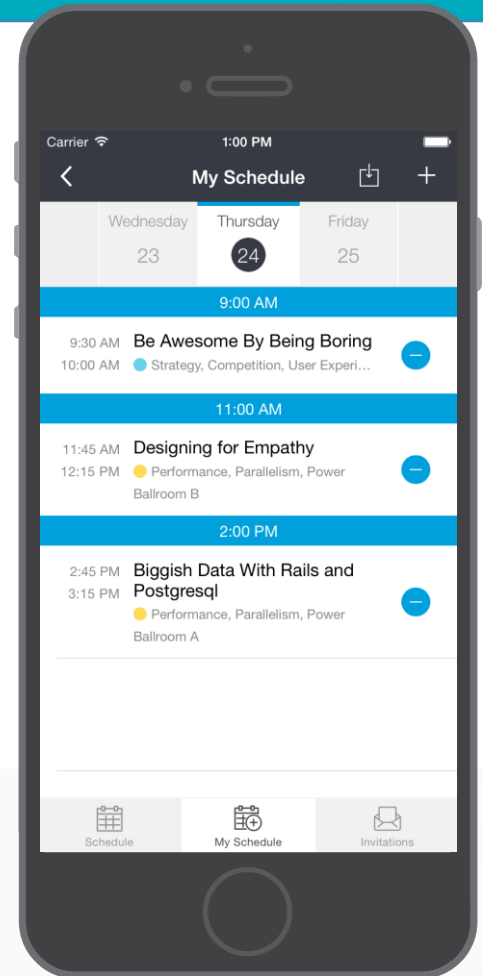 Carrier 1:00 PM
My Schedule
Wednesday Thursday Friday
23 24 25
9:00 AM
9:30 AM Be Awesome By Being Boring
10:00 AM Strategy, Competition, User Experi...
11:00 AM
11:45 AM Designing for Empathy
12:15 PM Performance, Parallelism, Power
Ballroom B
2:00 PM
2:45 PM Biggish Data With Rails and
3:15 PM Postgresql
Performance, Parallelism, Power
Ballroom A
Schedule My Schedule Invitations